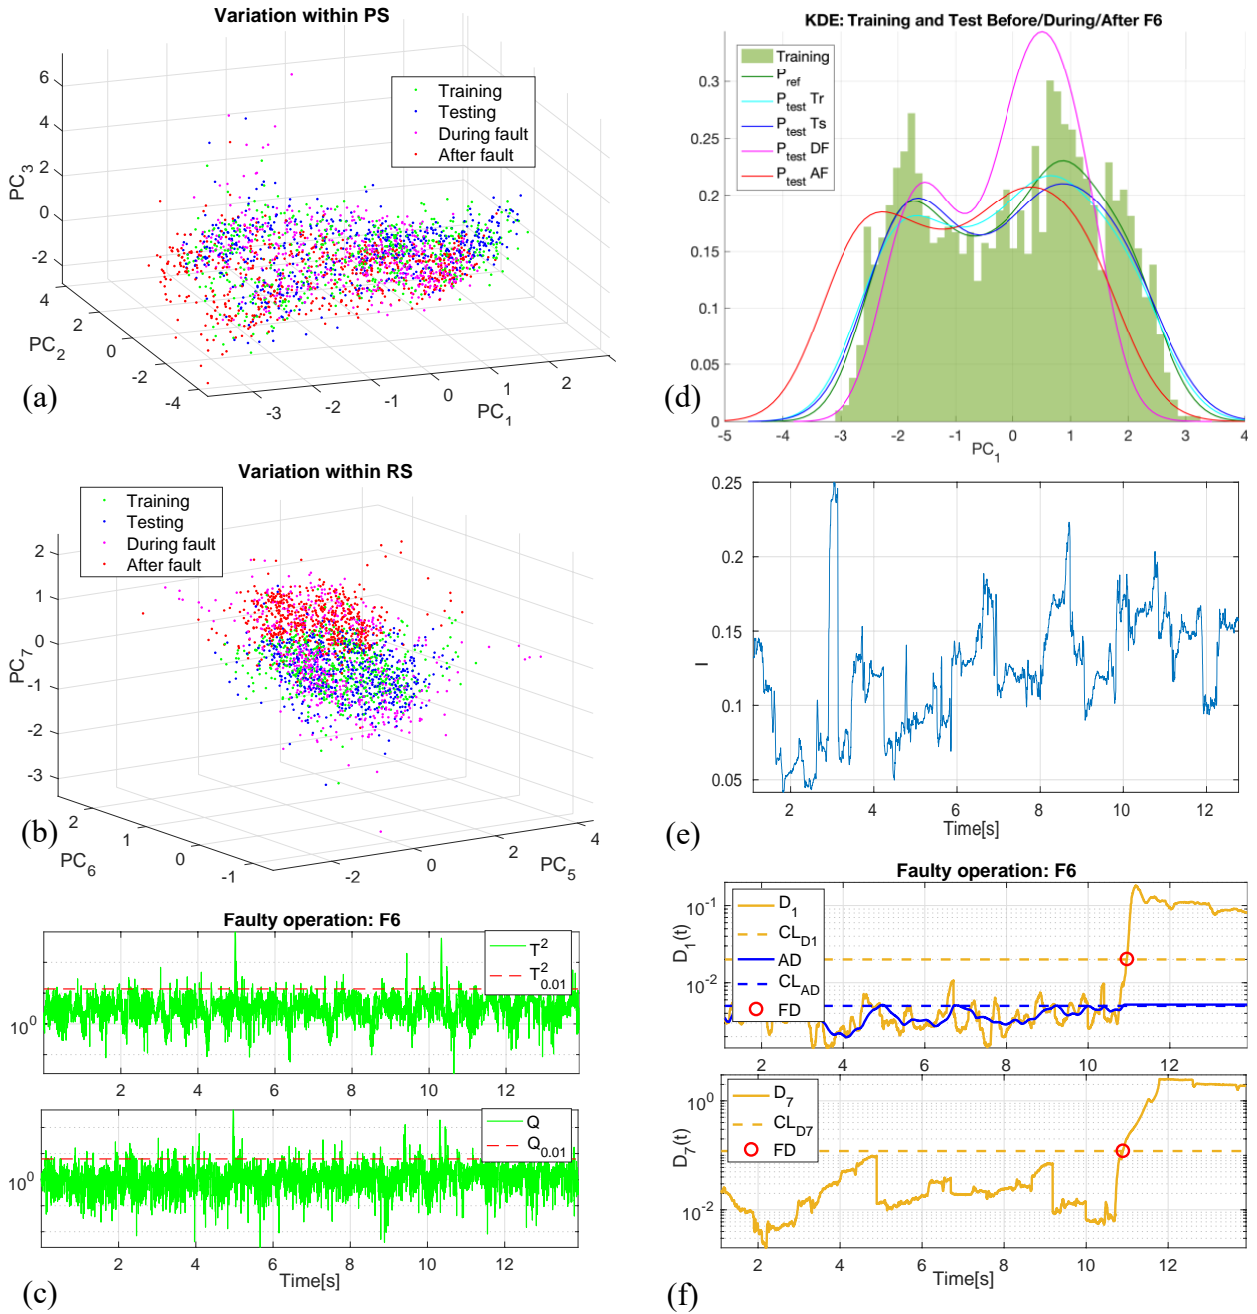 Variation within PS
Training
Testing
During fault
After fault
PC3
6
4
2
0
-2
4
2
0
-2
-4
PC2
-3
-2
-1
0
1
2
PC1
(a)
Variation within RS
Training
Testing
During fault
After fault
PC7
2
1
0
-1
-2
-3
2
1
0
-1
PC6
-2
0
2
4
PC5
(b)
Faulty operation: F6
T2
T2 0.01
10^0
2 4 6 8 10 12
Q
Q0.01
10^0
2 4 6 8 10 12
Time[s]
(c)
KDE: Training and Test Before/During/After F6
Training
Pref
Ptest Tr
Ptest Ts
Ptest DF
Ptest AF
0.3
0.25
0.2
0.15
0.1
0.05
0
-5 -4 -3 -2 -1 0 1 2 3 4
PC1
(d)
0.25
0.2
0.15
0.1
0.05
I
2 4 6 8 10 12
Time[s]
(e)
Faulty operation: F6
D1
CLD1
AD
CLAD
FD
D1(t)
10^-1
10^-2
2 4 6 8 10 12
D7
CLD7
FD
D7(t)
10^0
10^-2
2 4 6 8 10 12
Time[s]
(f)